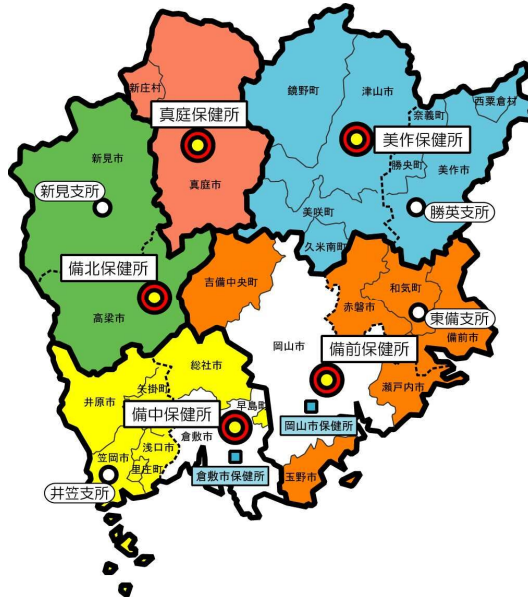 新庄村
真庭保健所
真庭市
鏡野町
津山市
奈義町
西粟倉村
美作保健所
勝央町
美作市
勝英支所
美咲町
久米南町
新見市
新見支所
備北保健所
高梁市
吉備中央町
和気町
赤磐市
東備支所
備前市
岡山市
備前保健所
瀬戸内市
岡山市保健所
玉野市
総社市
井原市
矢掛町
早島町
備中保健所
倉敷市
浅口市
笠岡市
里庄町
井笠支所
倉敷市保健所